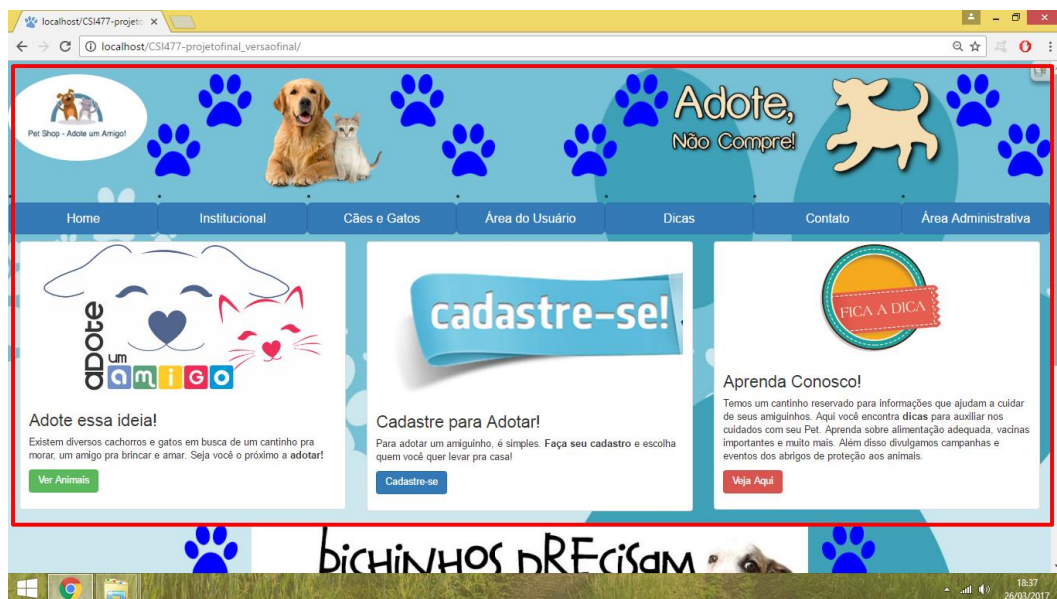 localhost/CSI477-projeto
localhost/CSI477-projetofinal_versaofinal/
Pet Shop - Adote um Amigo!
Adote,
Não Compre!
Home
Institucional
Cães e Gatos
Área do Usuário
Dicas
Contato
Área Administrativa
ADOTE
um
amiGO
Adote essa ideia!
Existem diversos cachorros e gatos em busca de um cantinho pra
morar, um amigo pra brincar e amar. Seja você o próximo a adotar!
Ver Animais
cadastre-se!
Cadastre para Adotar!
Para adotar um amiguinho, é simples. Faça seu cadastro e escolha
quem você quer levar pra casa!
Cadastre-se
FICA A DICA
Aprenda Conosco!
Temos um cantinho reservado para informações que ajudam a cuidar
de seus amiguinhos. Aqui você encontra dicas para auxiliar nos
cuidados com seu Pet. Aprenda sobre alimentação adequada, vacinas
importantes e muito mais. Além disso divulgamos campanhas e
eventos dos abrigos de proteção aos animais.
Veja Aqui
bicHiNHOS pRECiSam
18:37
26/03/2017